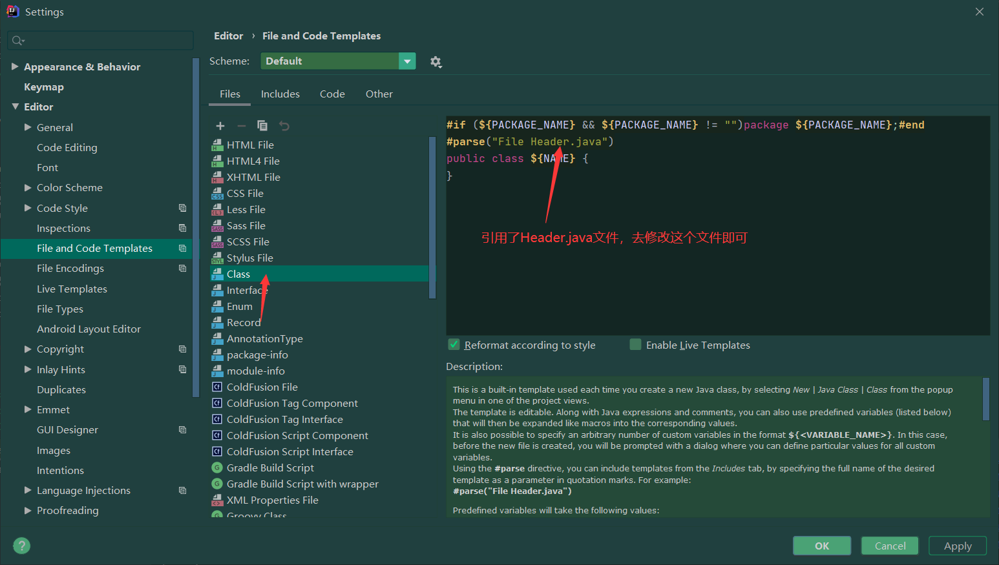 Settings
Appearance & Behavior
Keymap
Editor
General
Code Editing
Font
Color Scheme
Code Style
Inspections
File and Code Templates
File Encodings
Live Templates
File Types
Android Layout Editor
Copyright
Inlay Hints
Duplicates
Emmet
GUI Designer
Images
Intentions
Language Injections
Proofreading
Editor › File and Code Templates
Scheme: Default
Files Includes Code Other
HTML File
HTML4 File
XHTML File
CSS File
Less File
Sass File
SCSS File
Stylus File
Class
Interface
Enum
Record
AnnotationType
package-info
module-info
ColdFusion File
ColdFusion Tag Component
ColdFusion Tag Interface
ColdFusion Script Component
ColdFusion Script Interface
Gradle Build Script
Gradle Build Script with wrapper
XML Properties File
Groovy Class
#if (${PACKAGE_NAME} && ${PACKAGE_NAME} != "")package ${PACKAGE_NAME};#end
#parse("File Header.java")
public class ${NAME} {
}
引用了Header.java文件，去修改这个文件即可
Reformat according to style Enable Live Templates
Description:
This is a built-in template used each time you create a new Java class, by selecting New | Java Class | Class from the popup
menu in one of the project views.
The template is editable. Along with Java expressions and comments, you can also use predefined variables (listed below)
that will then be expanded like macros into the corresponding values.
It is also possible to specify an arbitrary number of custom variables in the format ${<VARIABLE_NAME>}. In this case,
before the new file is created, you will be prompted with a dialog where you can define particular values for all custom
variables.
Using the #parse directive, you can include templates from the Includes tab, by specifying the full name of the desired
template as a parameter in quotation marks. For example:
#parse("File Header.java")
Predefined variables will take the following values:
? OK Cancel Apply